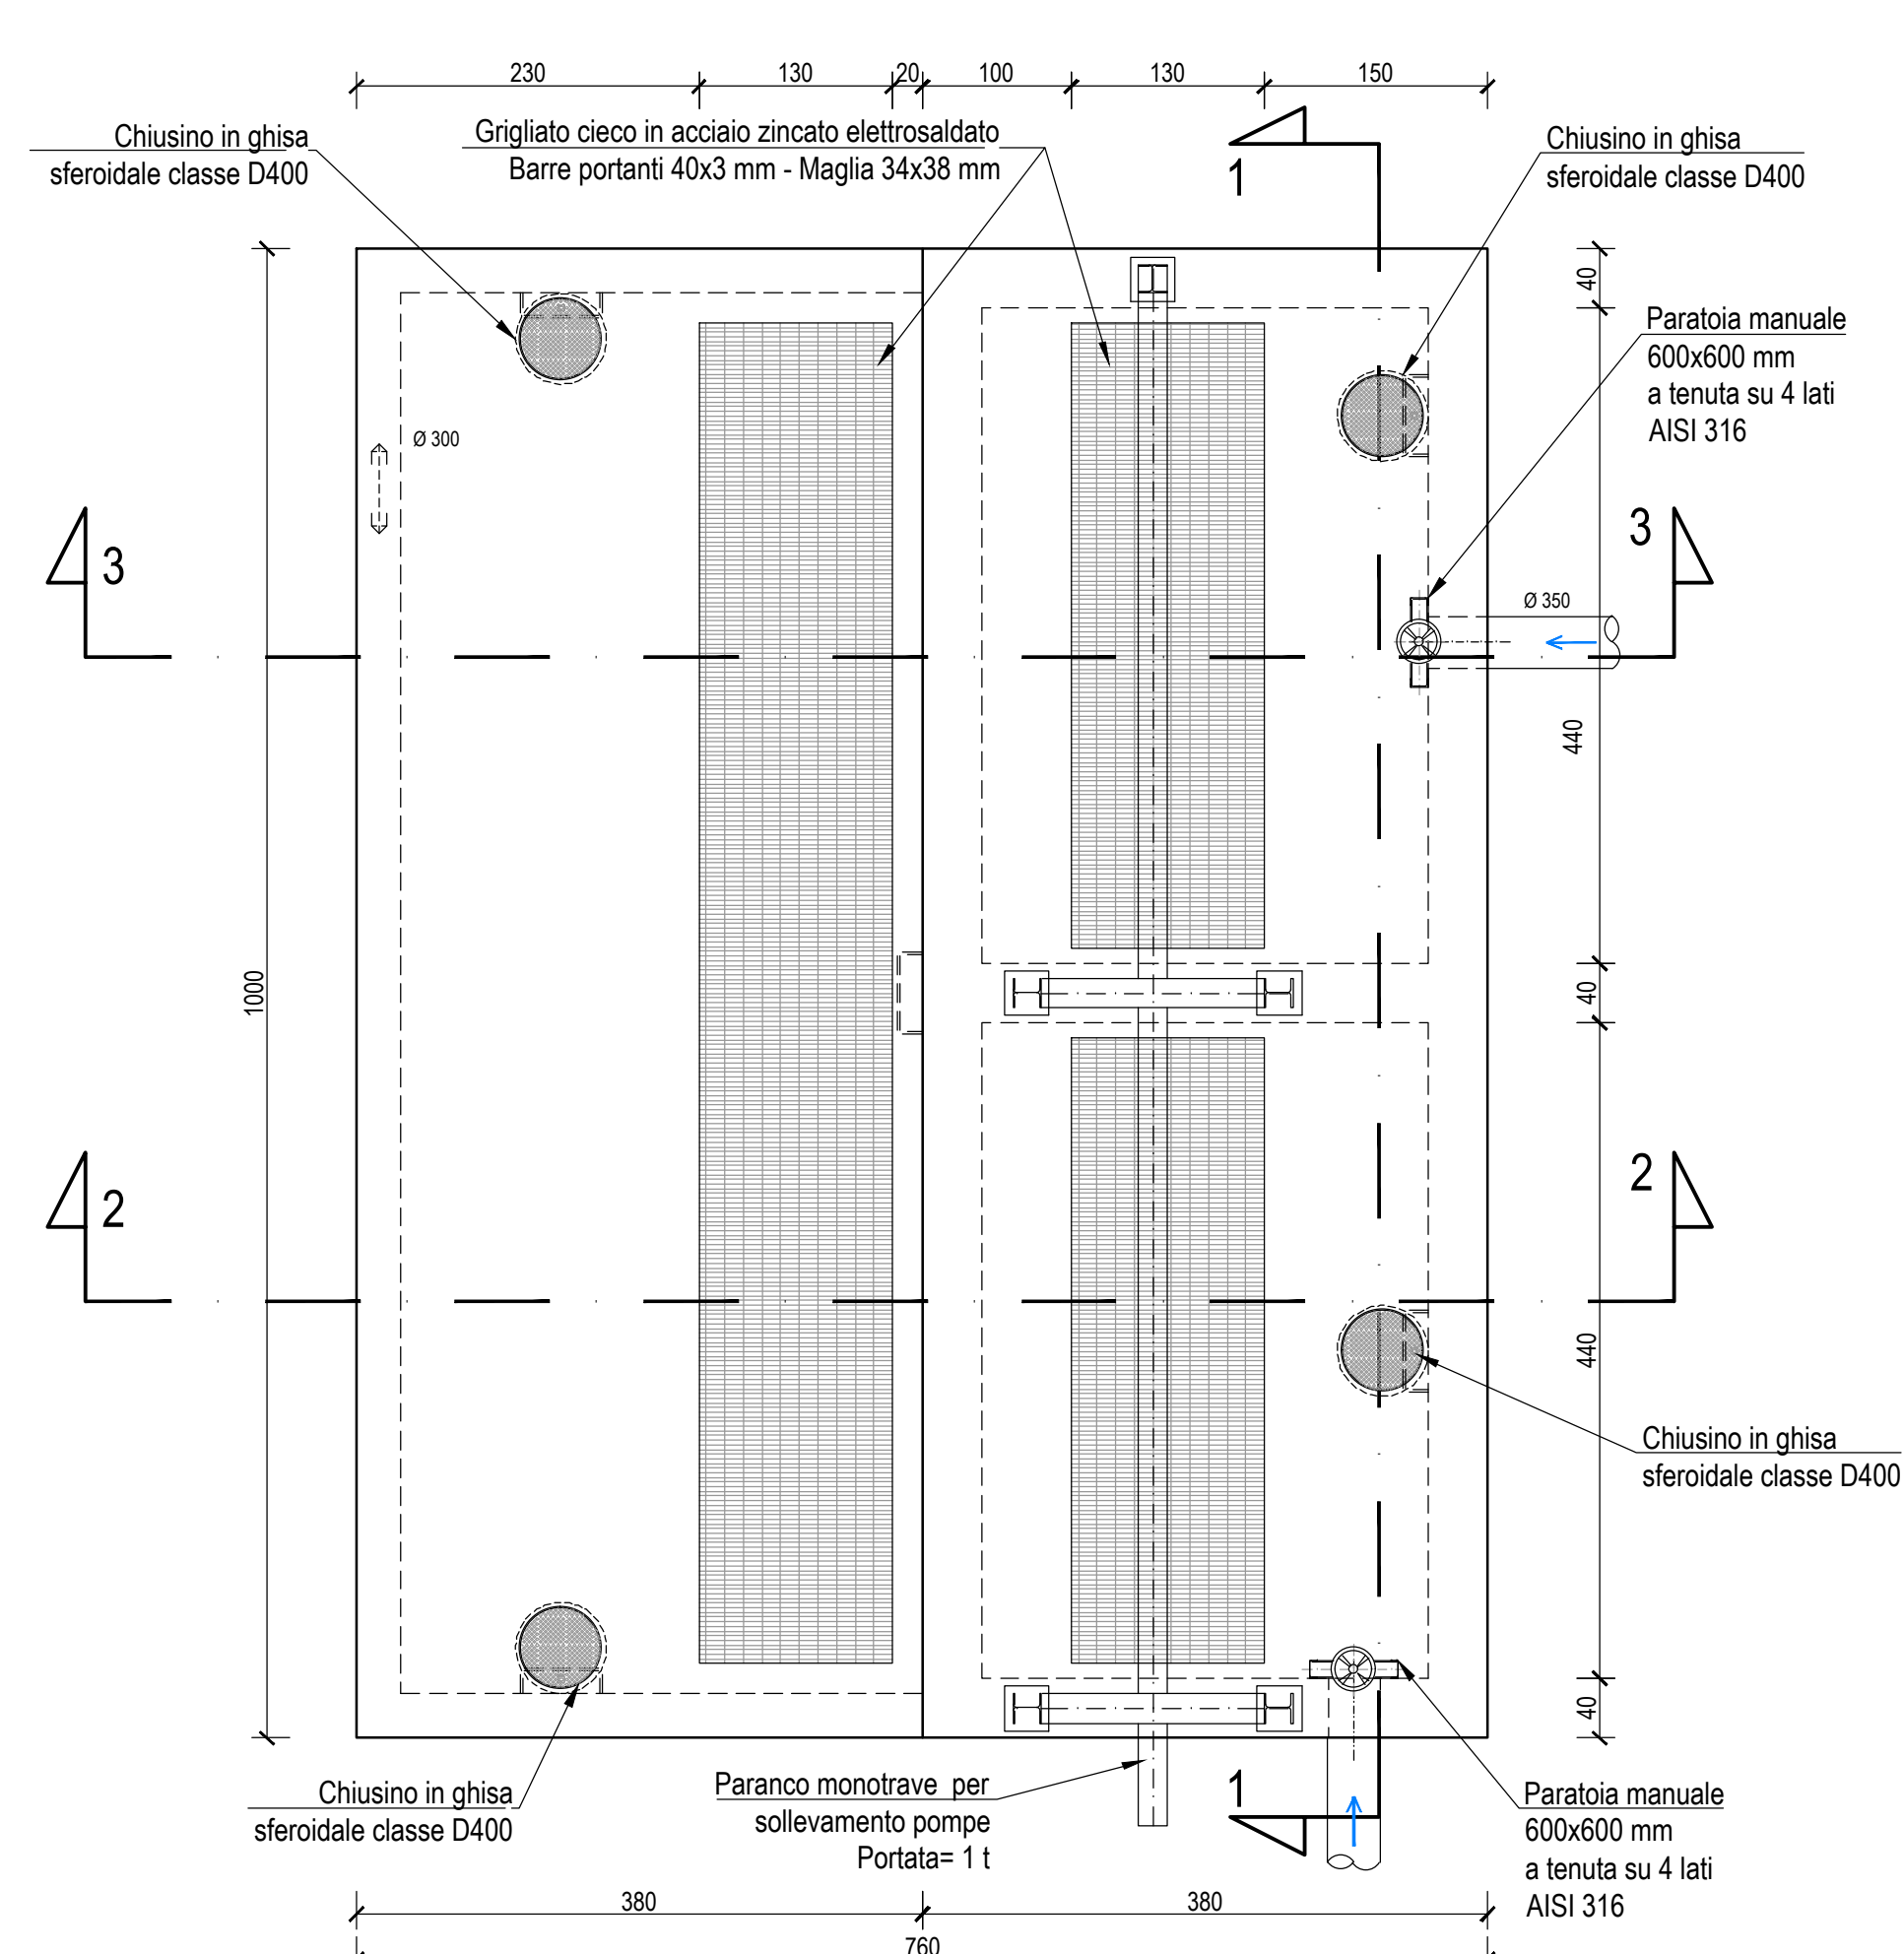 230
130
20
100
130
150
Chiusino in ghisa
sferoidale classe D400
Grigliato cieco in acciaio zincato elettrosaldato
Barre portanti 40x3 mm - Maglia 34x38 mm
1
Chiusino in ghisa
sferoidale classe D400
40
Paratoia manuale
600x600 mm
a tenuta su 4 lati
AISI 316
Ø 300
3
3
Ø 350
440
1000
40
2
2
440
Chiusino in ghisa
sferoidale classe D400
40
Chiusino in ghisa
sferoidale classe D400
Paranco monotrave per
sollevamento pompe
Portata= 1 t
1
Paratoia manuale
600x600 mm
a tenuta su 4 lati
AISI 316
380
380
760